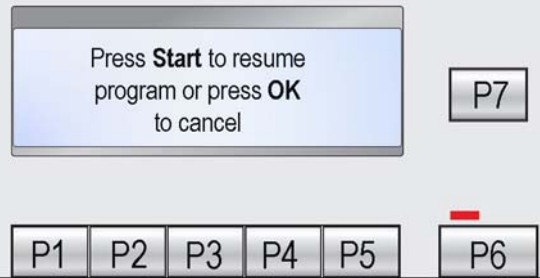 Press Start to resume
program or press OK
to cancel
P7
P1 P2 P3 P4 P5 P6